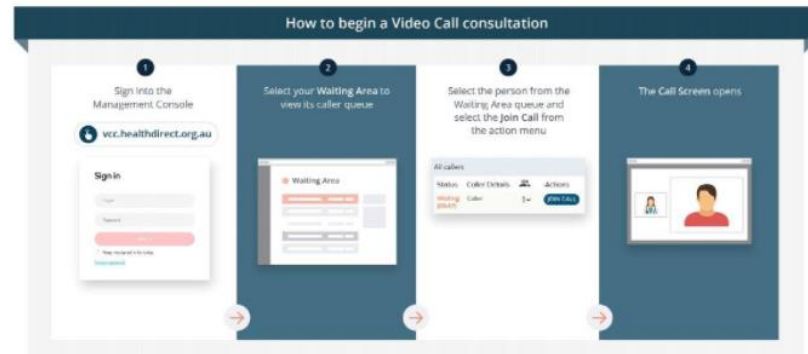 How to begin a Video Call consultation
1
Sign into the
Management Console
vcc.healthdirect.org.au
Sign in
2
Select your Waiting Area to
view its caller queue
Waiting Area
3
Select the person from the
Waiting Area queue and
select the Join Call from
the action menu
All callers
Status Caller Details Actions
Waiting Caller 1 JOIN CALL
4
The Call Screen opens